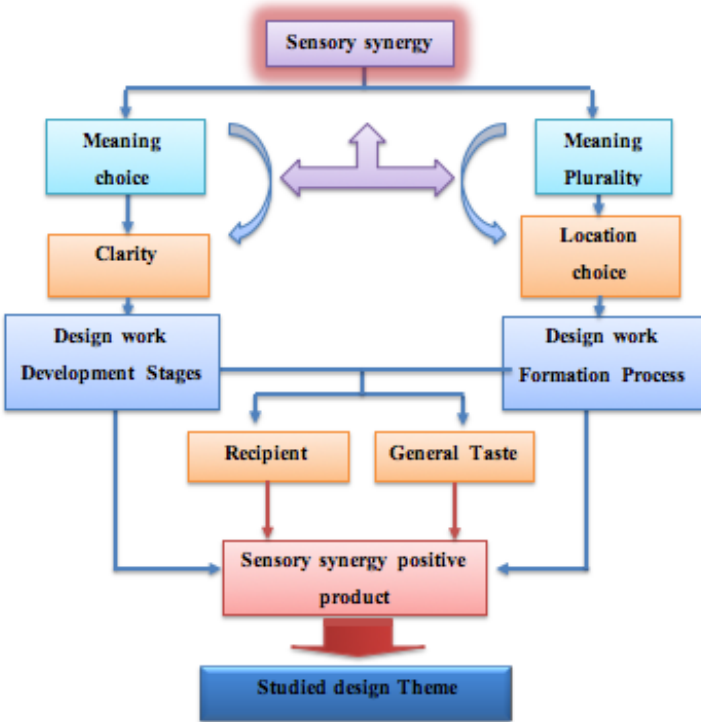 Sensory synergy
Meaning
choice
Meaning
Plurality
Clarity
Location
choice
Design work
Development Stages
Design work
Formation Process
Recipient
General Taste
Sensory synergy positive
product
Studied design Theme